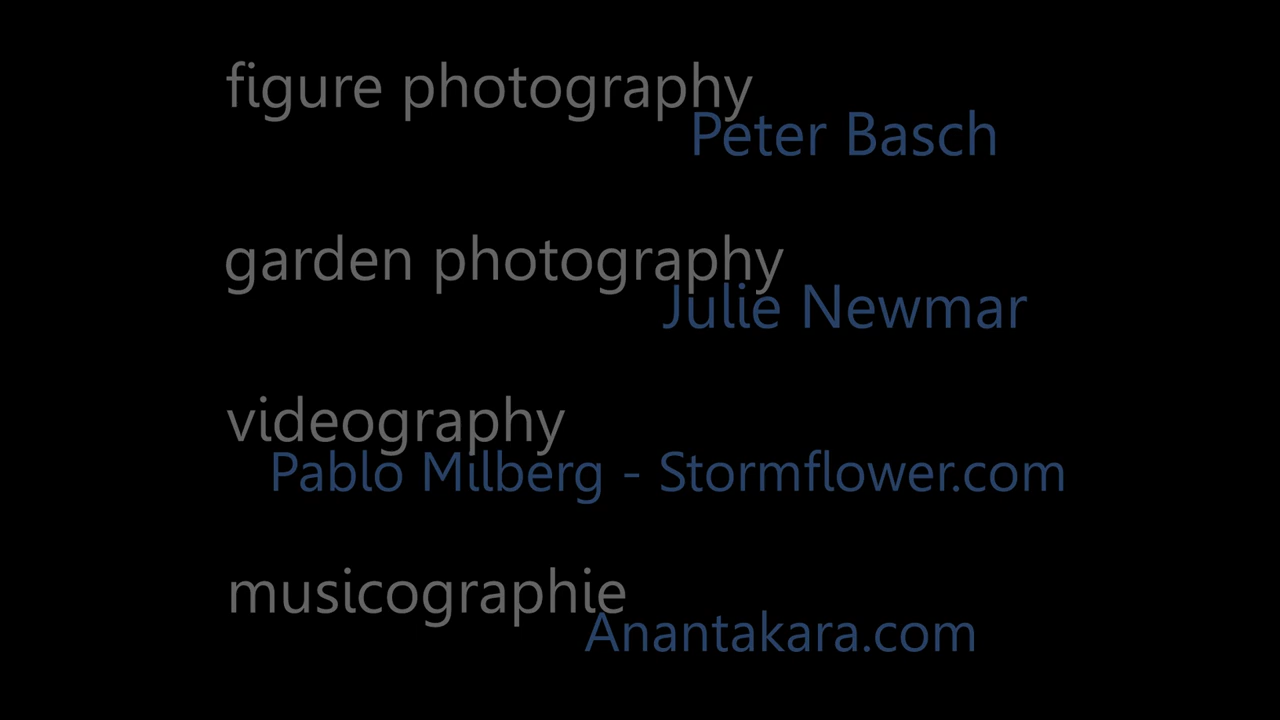 figure photography
Peter Basch
garden photography
Julie Newmar
videography
Pablo Milberg - Stormflower.com
musicographie
Anantakara.com